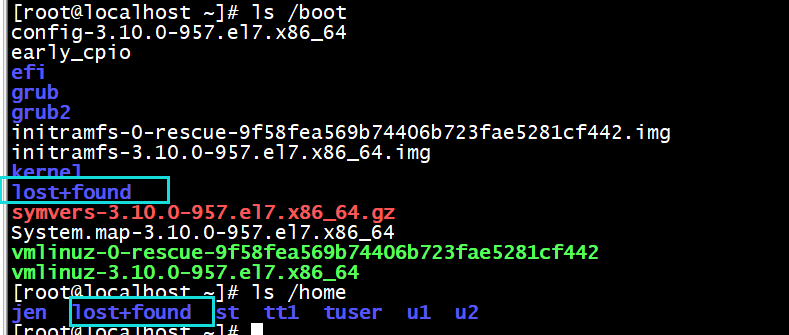 [root@localhost ~]# ls /boot
config-3.10.0-957.el7.x86_64
early_cpio
efi
grub
grub2
initramfs-0-rescue-9f58fea569b74406b723fae5281cf442.img
initramfs-3.10.0-957.el7.x86_64.img
kernel
lost+found
symvers-3.10.0-957.el7.x86_64.gz
System.map-3.10.0-957.el7.x86_64
vmlinuz-0-rescue-9f58fea569b74406b723fae5281cf442
vmlinuz-3.10.0-957.el7.x86_64
[root@localhost ~]# ls /home
jen lost+found st tt1 tuser u1 u2
[root@localhost ~]#